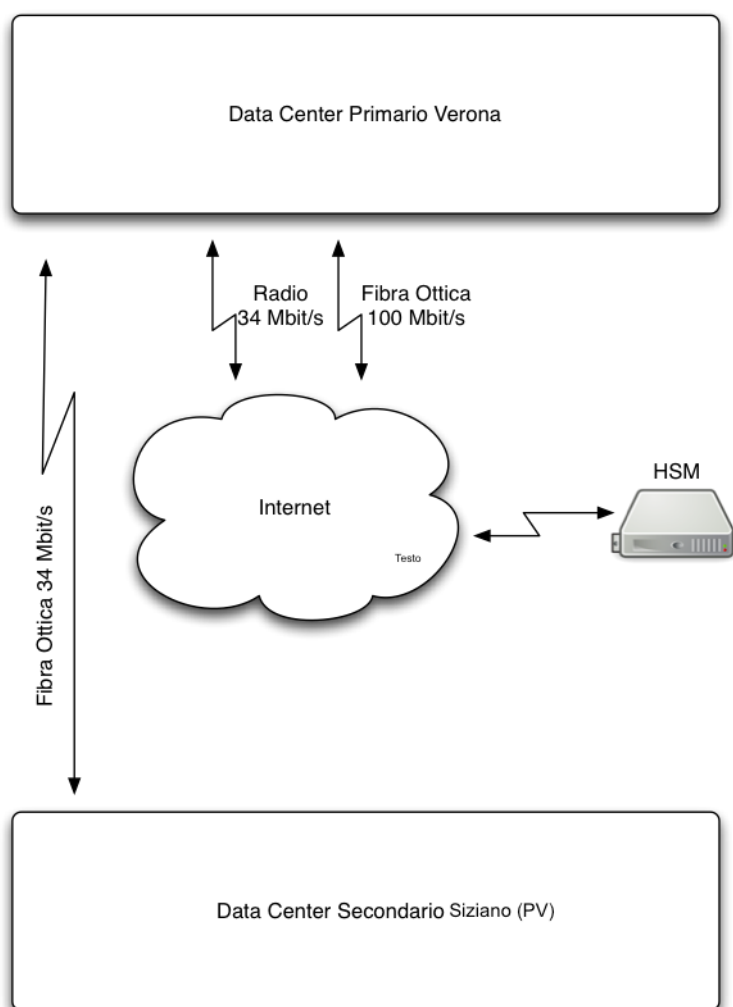 Data Center Primario Verona
Radio
34 Mbit/s
Fibra Ottica
100 Mbit/s
HSM
Internet
Testo
Fibra Ottica 34 Mbit/s
Data Center Secondario Siziano (PV)